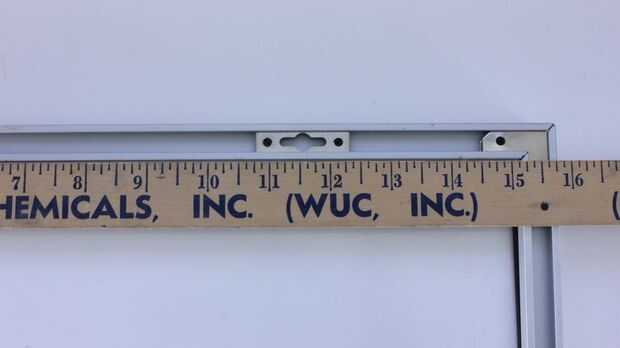 7 8 9 10 11 12 13 14 15 16
HEMICALS, INC. (WUC, INC.) (